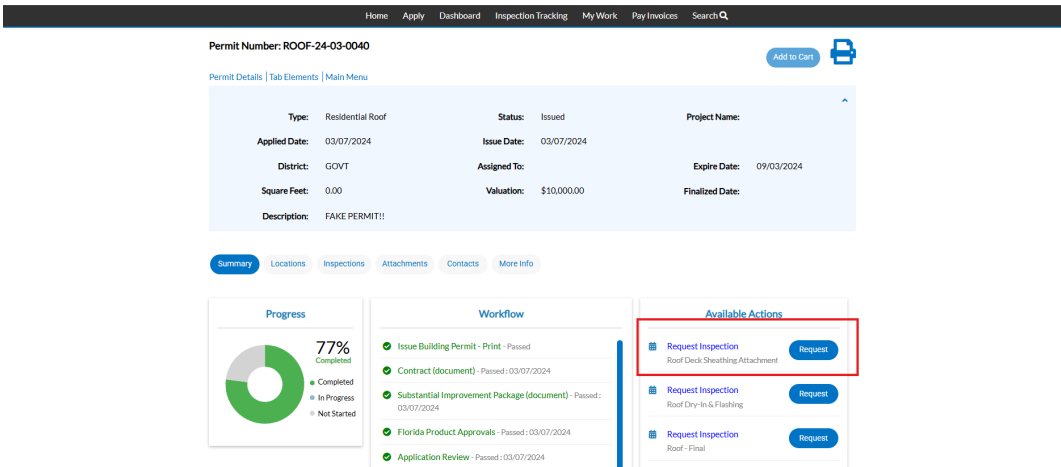 Home Apply Dashboard Inspection Tracking My Work Pay Invoices Search
Permit Number: ROOF-24-03-0040
Add to Cart
Permit Details | Tab Elements | Main Menu
Type: Residential Roof Status: Issued Project Name:
Applied Date: 03/07/2024 Issue Date: 03/07/2024
District: GOVT Assigned To: Expire Date: 09/03/2024
Square Feet: 0.00 Valuation: $10,000.00 Finalized Date:
Description: FAKE PERMIT!!
Summary Locations Inspections Attachments Contacts More Info
Progress
77%
Completed
Completed
In Progress
Not Started
Workflow
Issue Building Permit - Print - Passed
Contract (document) - Passed : 03/07/2024
Substantial Improvement Package (document) - Passed :
03/07/2024
Florida Product Approvals - Passed : 03/07/2024
Application Review - Passed : 03/07/2024
Available Actions
Request Inspection Request
Roof Deck Sheathing Attachment
Request Inspection Request
Roof Dry-In & Flashing
Request Inspection Request
Roof - Final